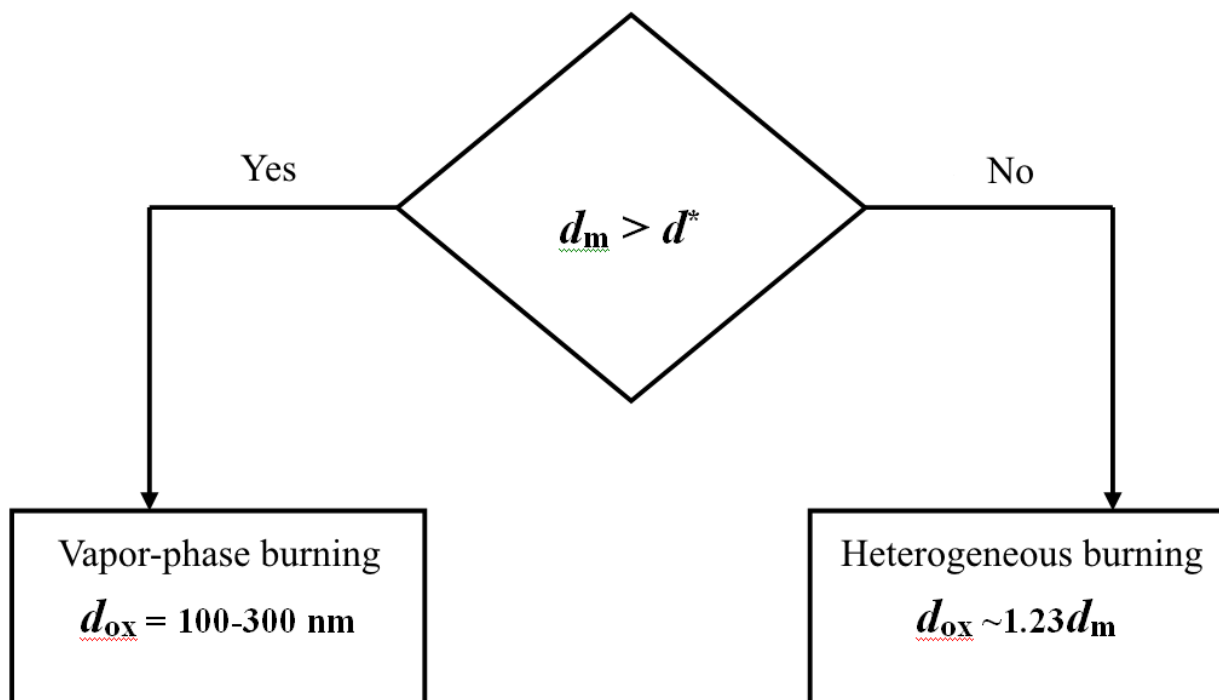 Yes
No
dm > d*
Vapor-phase burning
dox = 100-300 nm
Heterogeneous burning
dox ~1.23dm